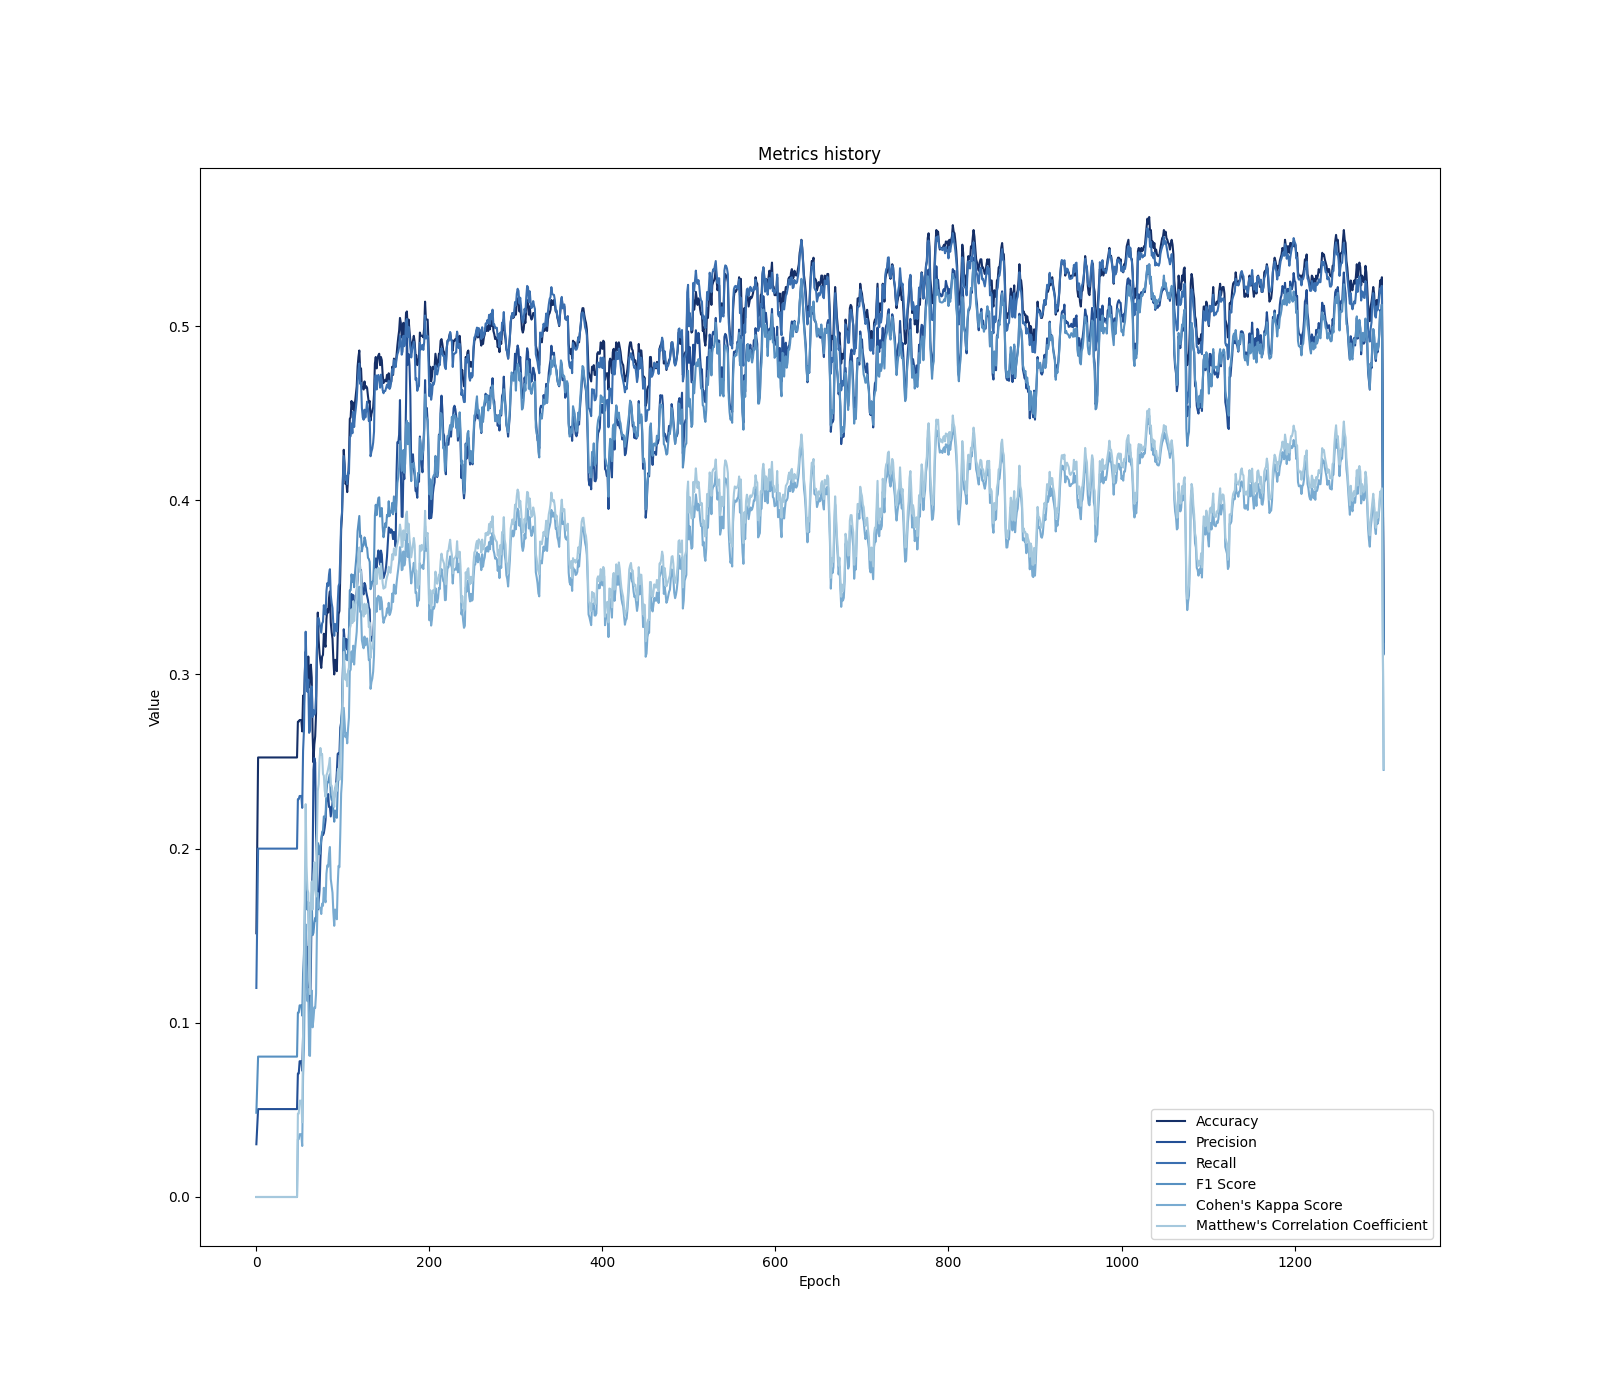 Metrics history
Value
0.5
0.4
0.3
0.2
0.1
0.0
0 200 400 600 800 1000 1200
Epoch
Accuracy
Precision
Recall
F1 Score
Cohen's Kappa Score
Matthew's Correlation Coefficient